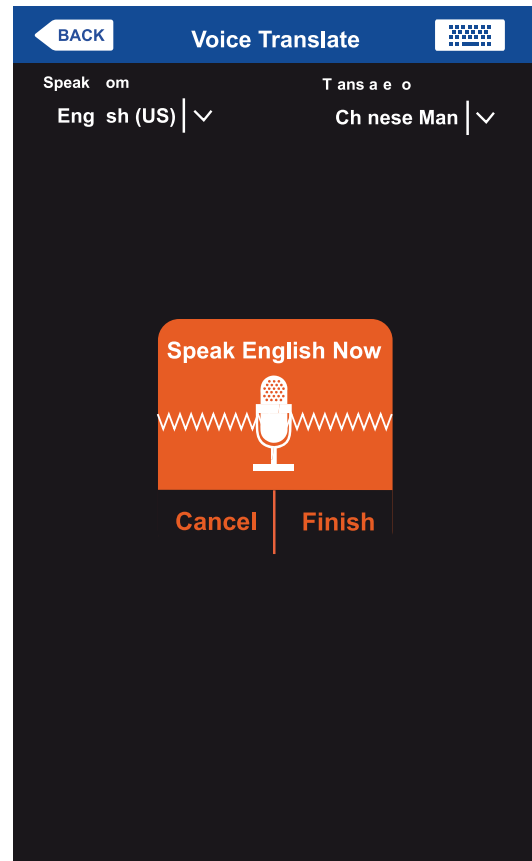 BACK
Voice Translate
Speak om
T ans a e o
Eng sh (US)
Ch nese Man
Speak English Now
Cancel
Finish